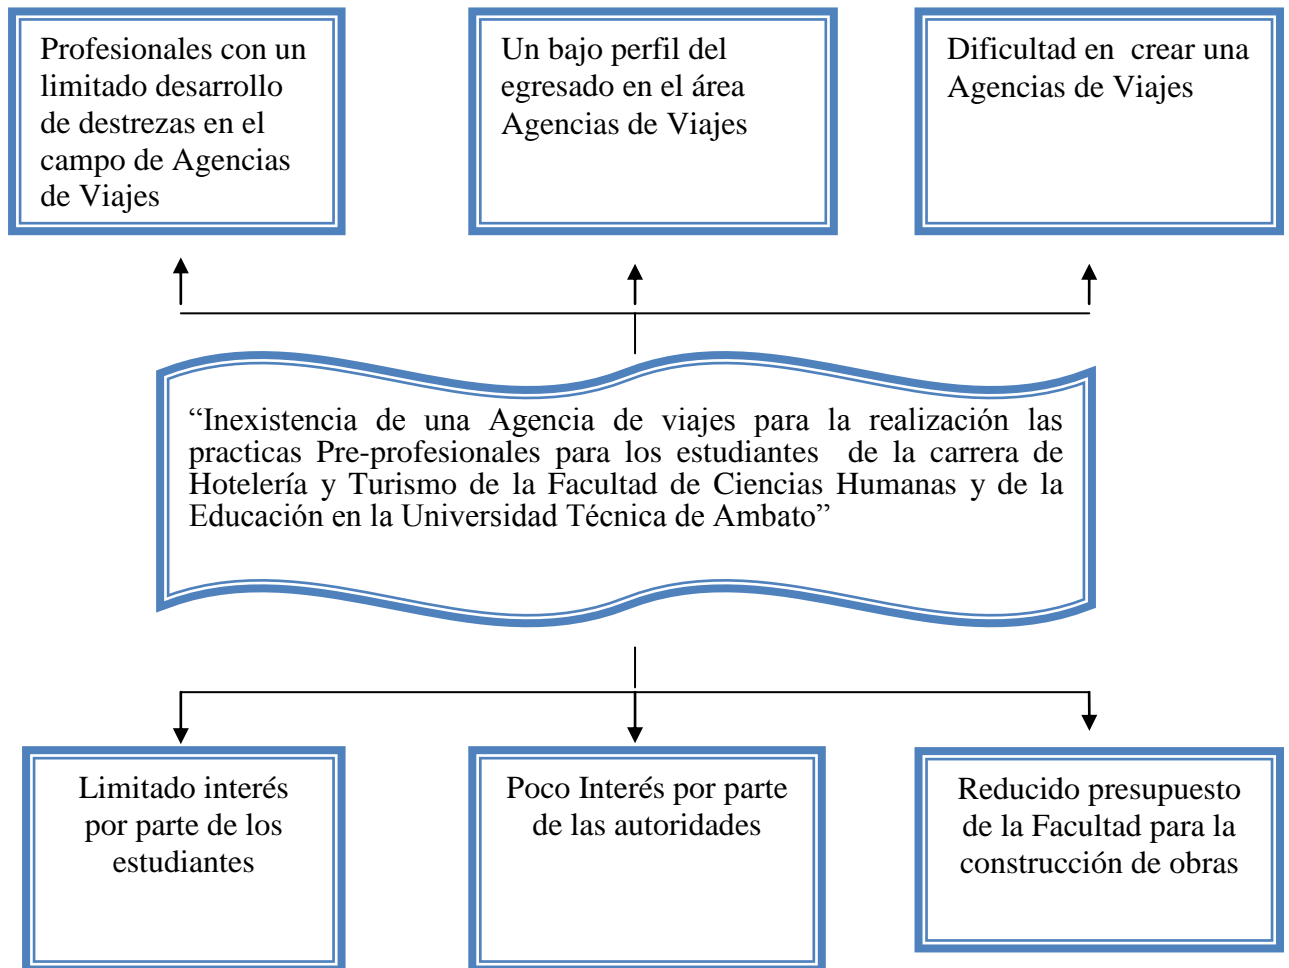 Profesionales con un
limitado desarrollo
de destrezas en el
campo de Agencias
de Viajes
Un bajo perfil del
egresado en el área
Agencias de Viajes
Dificultad en  crear una
Agencias de Viajes
“Inexistencia de una Agencia de viajes para la realización las
practicas Pre-profesionales para los estudiantes  de la carrera de
Hotelería y Turismo de la Facultad de Ciencias Humanas y de la
Educación en la Universidad Técnica de Ambato”
Limitado interés
por parte de los
estudiantes
Poco Interés por parte
de las autoridades
Reducido presupuesto
de la Facultad para la
construcción de obras